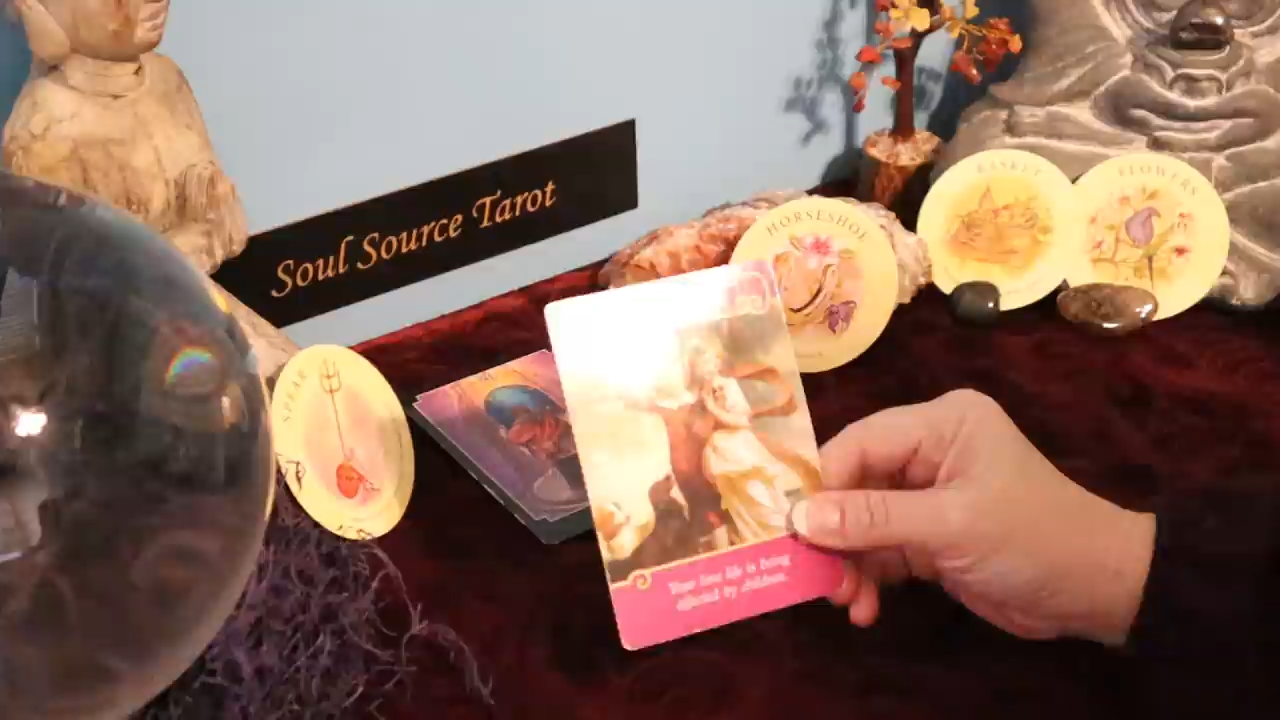 Soul Source Tarot
HORSESHOE
BASKET
FLOWERS
SPEAR
Your love life is being
affected by children.